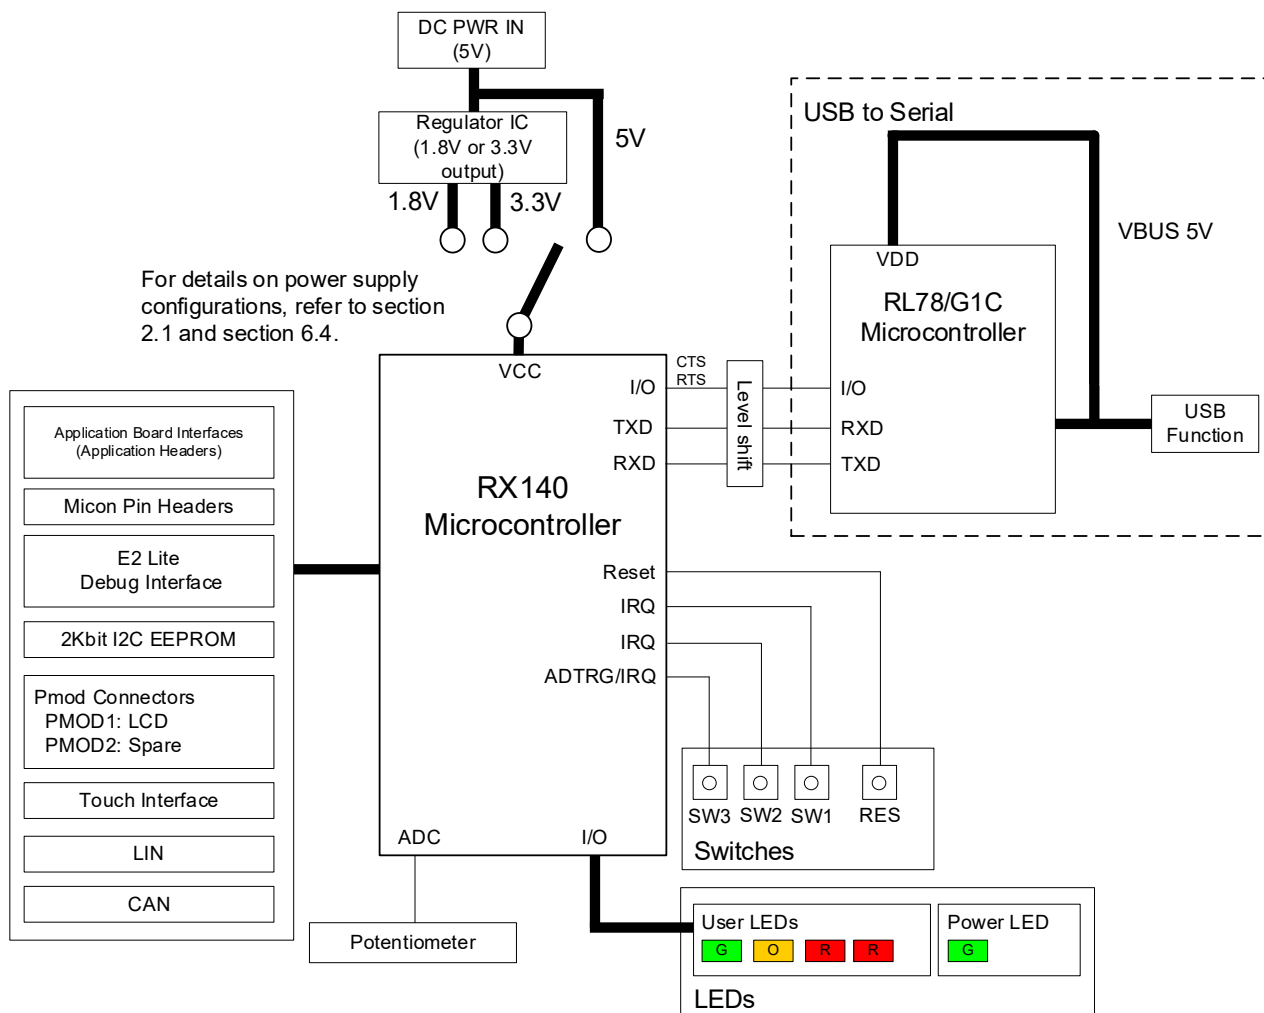 DC PWR IN
(5V)
Regulator IC
(1.8V or 3.3V
output)
5V
1.8V
3.3V
For details on power supply
configurations, refer to section
2.1 and section 6.4.
USB to Serial
VBUS 5V
VDD
RL78/G1C
Microcontroller
I/O
RXD
TXD
USB
Function
Level shift
CTS
RTS
VCC
I/O
TXD
RXD
RX140
Microcontroller
Reset
IRQ
IRQ
ADTRG/IRQ
ADC
I/O
Application Board Interfaces
(Application Headers)
Micon Pin Headers
E2 Lite
Debug Interface
2Kbit I2C EEPROM
Pmod Connectors
PMOD1: LCD
PMOD2: Spare
Touch Interface
LIN
CAN
Potentiometer
SW3
SW2
SW1
RES
Switches
User LEDs
G
O
R
R
Power LED
G
LEDs